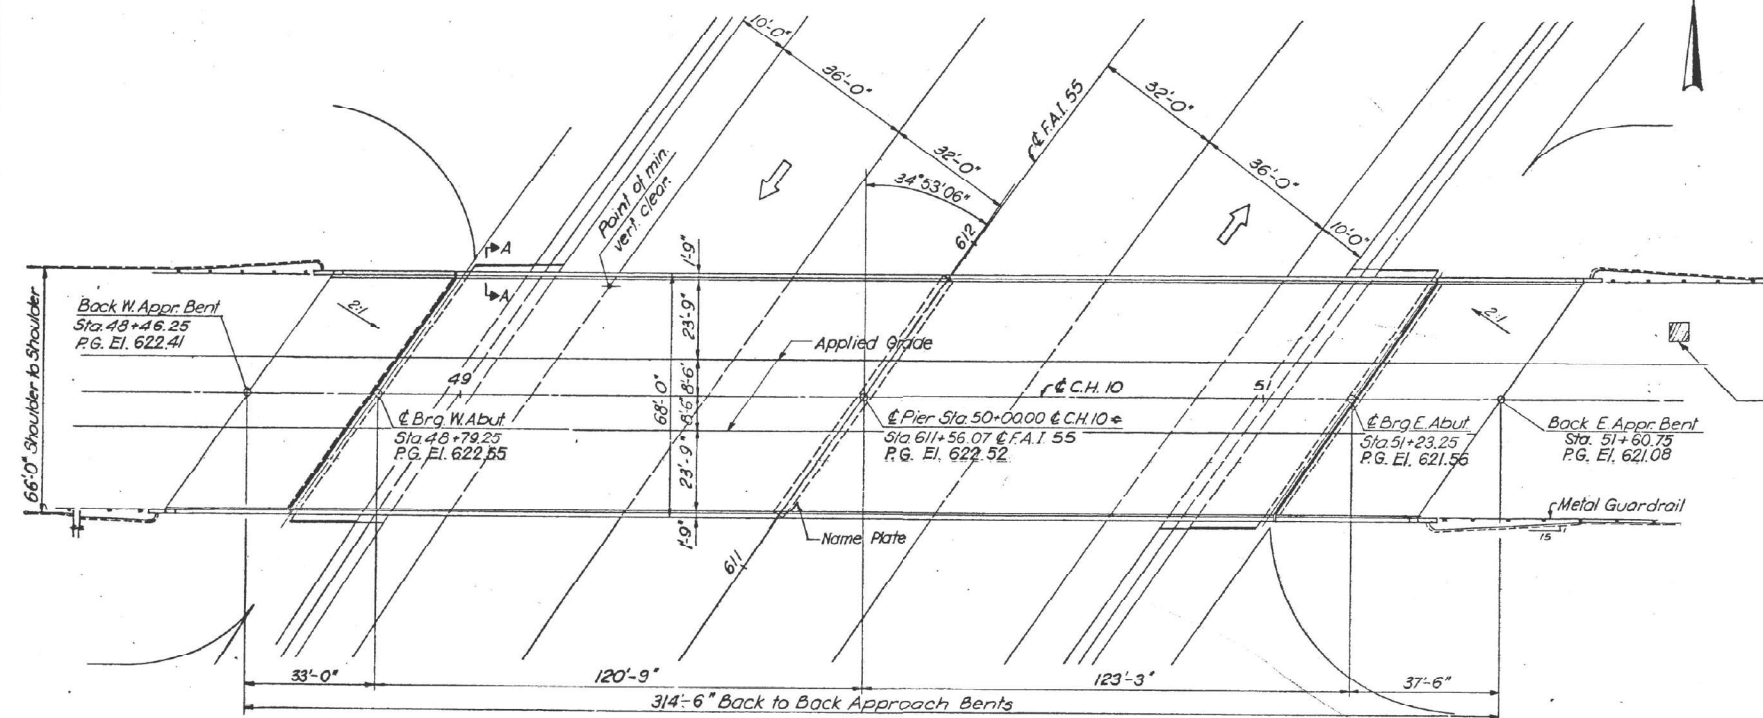 10'-0"
36'-0"
32'-0"
34°53'06"
℄ F.A.I. 55
32'-0"
36'-0"
10'-0"
Point of min.
vert. clear.
612
A
A
1'-9"
2:1
2:1
Back W. Appr. Bent
Sta. 48+46.25
P.G. El. 622.41
66'-0" Shoulder to Shoulder
23'-9"
68'-0"
8'-6"
8'-6"
23'-9"
1'-9"
Applied Grade
49
℄ C.H. 10
51
℄ Brg. W. Abut.
Sta. 48+79.25
P.G. El. 622.55
℄ Pier Sta. 50+00.00 ℄ C.H. 10 =
Sta. 611+56.07 ℄ F.A.I. 55
P.G. El. 622.52
℄ Brg. E. Abut.
Sta. 51+23.25
P.G. El. 621.56
Back E. Appr. Bent
Sta. 51+60.75
P.G. El. 621.08
Metal Guardrail
15
1
Name Plate
611
33'-0"
120'-9"
123'-3"
37'-6"
314'-6" Back to Back Approach Bents